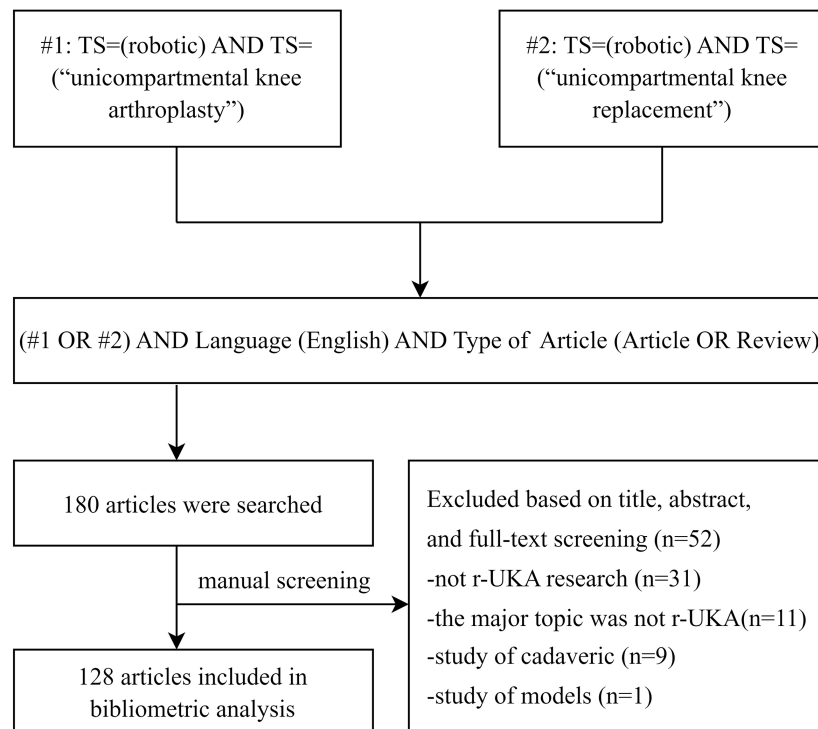 #1: TS=(robotic) AND TS=
(“unicompartmental knee
arthroplasty”)
#2: TS=(robotic) AND TS=
(“unicompartmental knee
replacement”)
(#1 OR #2) AND Language (English) AND Type of Article (Article OR Review)
180 articles were searched
manual screening
Excluded based on title, abstract,
and full-text screening (n=52)
-not r-UKA research (n=31)
-the major topic was not r-UKA(n=11)
-study of cadaveric (n=9)
-study of models (n=1)
128 articles included in
bibliometric analysis